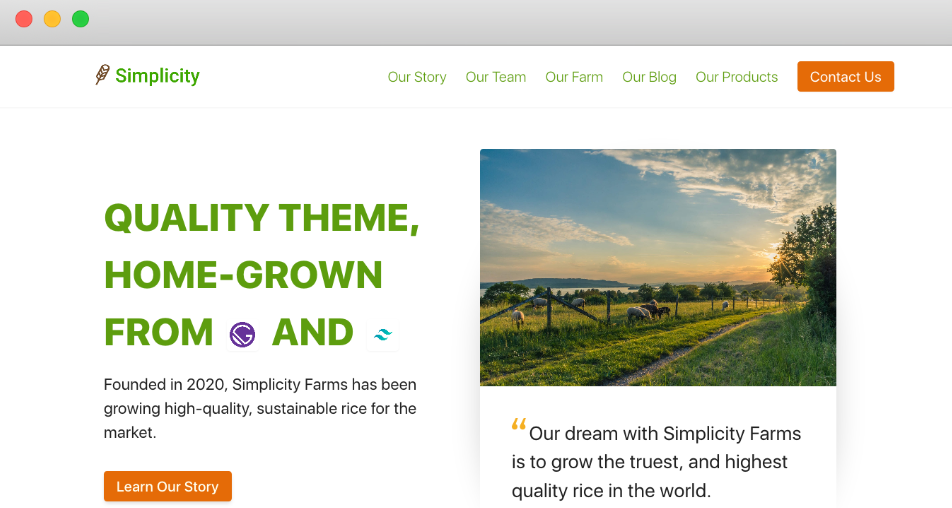 Simplicity
Our Story Our Team Our Farm Our Blog Our Products Contact Us
QUALITY THEME,
HOME-GROWN
FROM AND
Founded in 2020, Simplicity Farms has been
growing high-quality, sustainable rice for the
market.
Learn Our Story
“Our dream with Simplicity Farms
is to grow the truest, and highest
quality rice in the world.